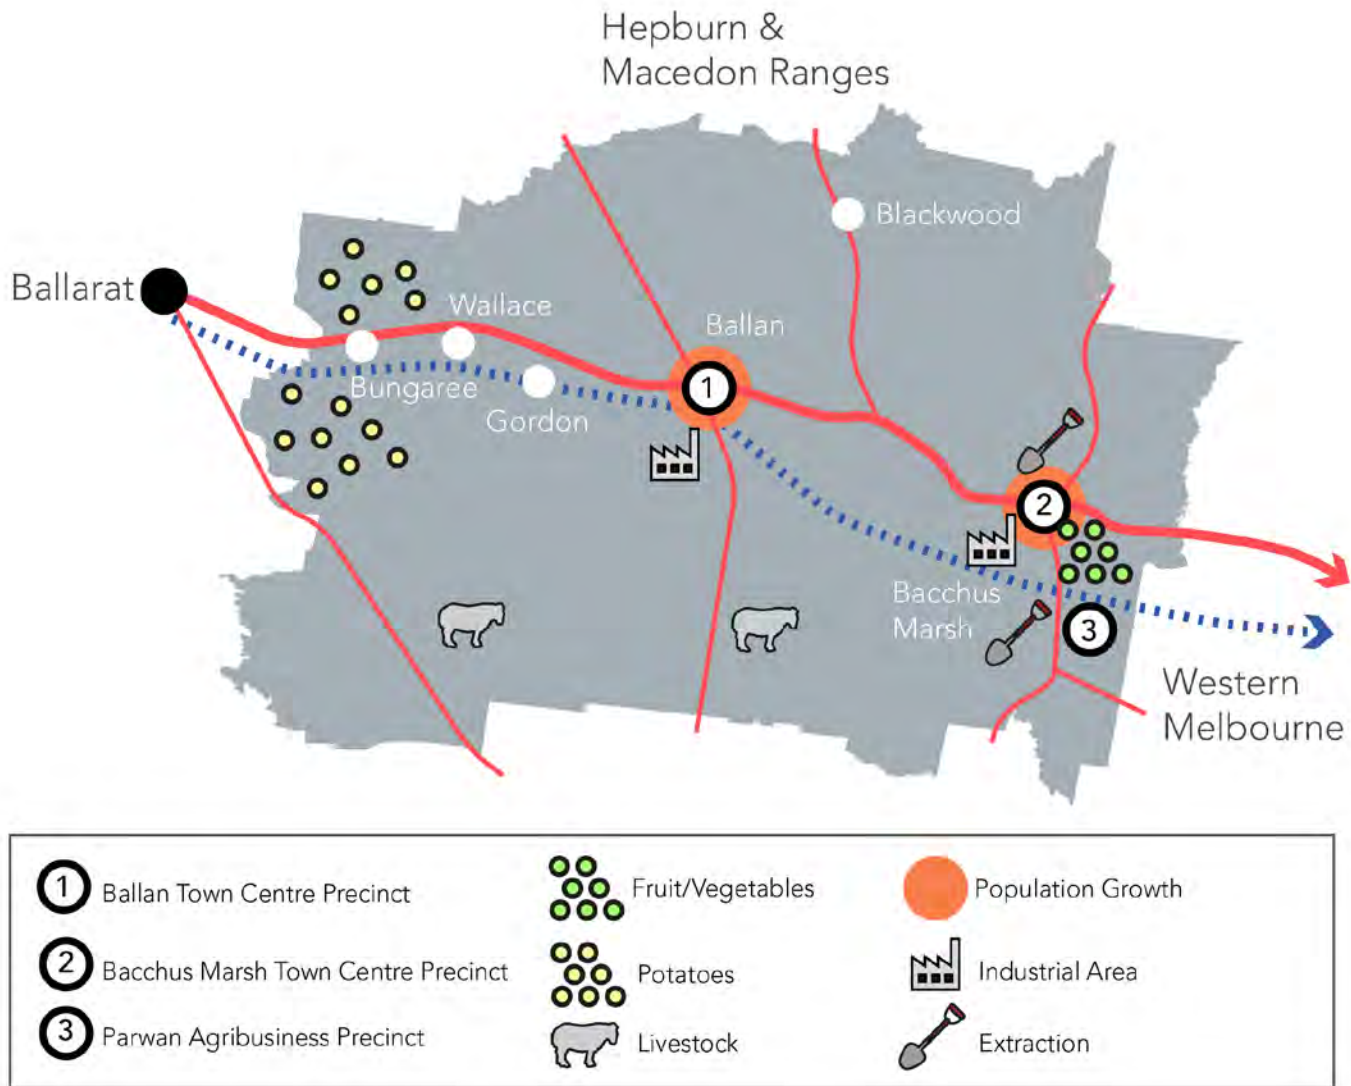 Hepburn &
Macedon Ranges
Blackwood
Ballarat
Wallace
Ballan
1
Bungaree
Gordon
2
Bacchus
Marsh
3
Western
Melbourne
1 Ballan Town Centre Precinct
2 Bacchus Marsh Town Centre Precinct
3 Parwan Agribusiness Precinct
Fruit/Vegetables
Potatoes
Livestock
Population Growth
Industrial Area
Extraction